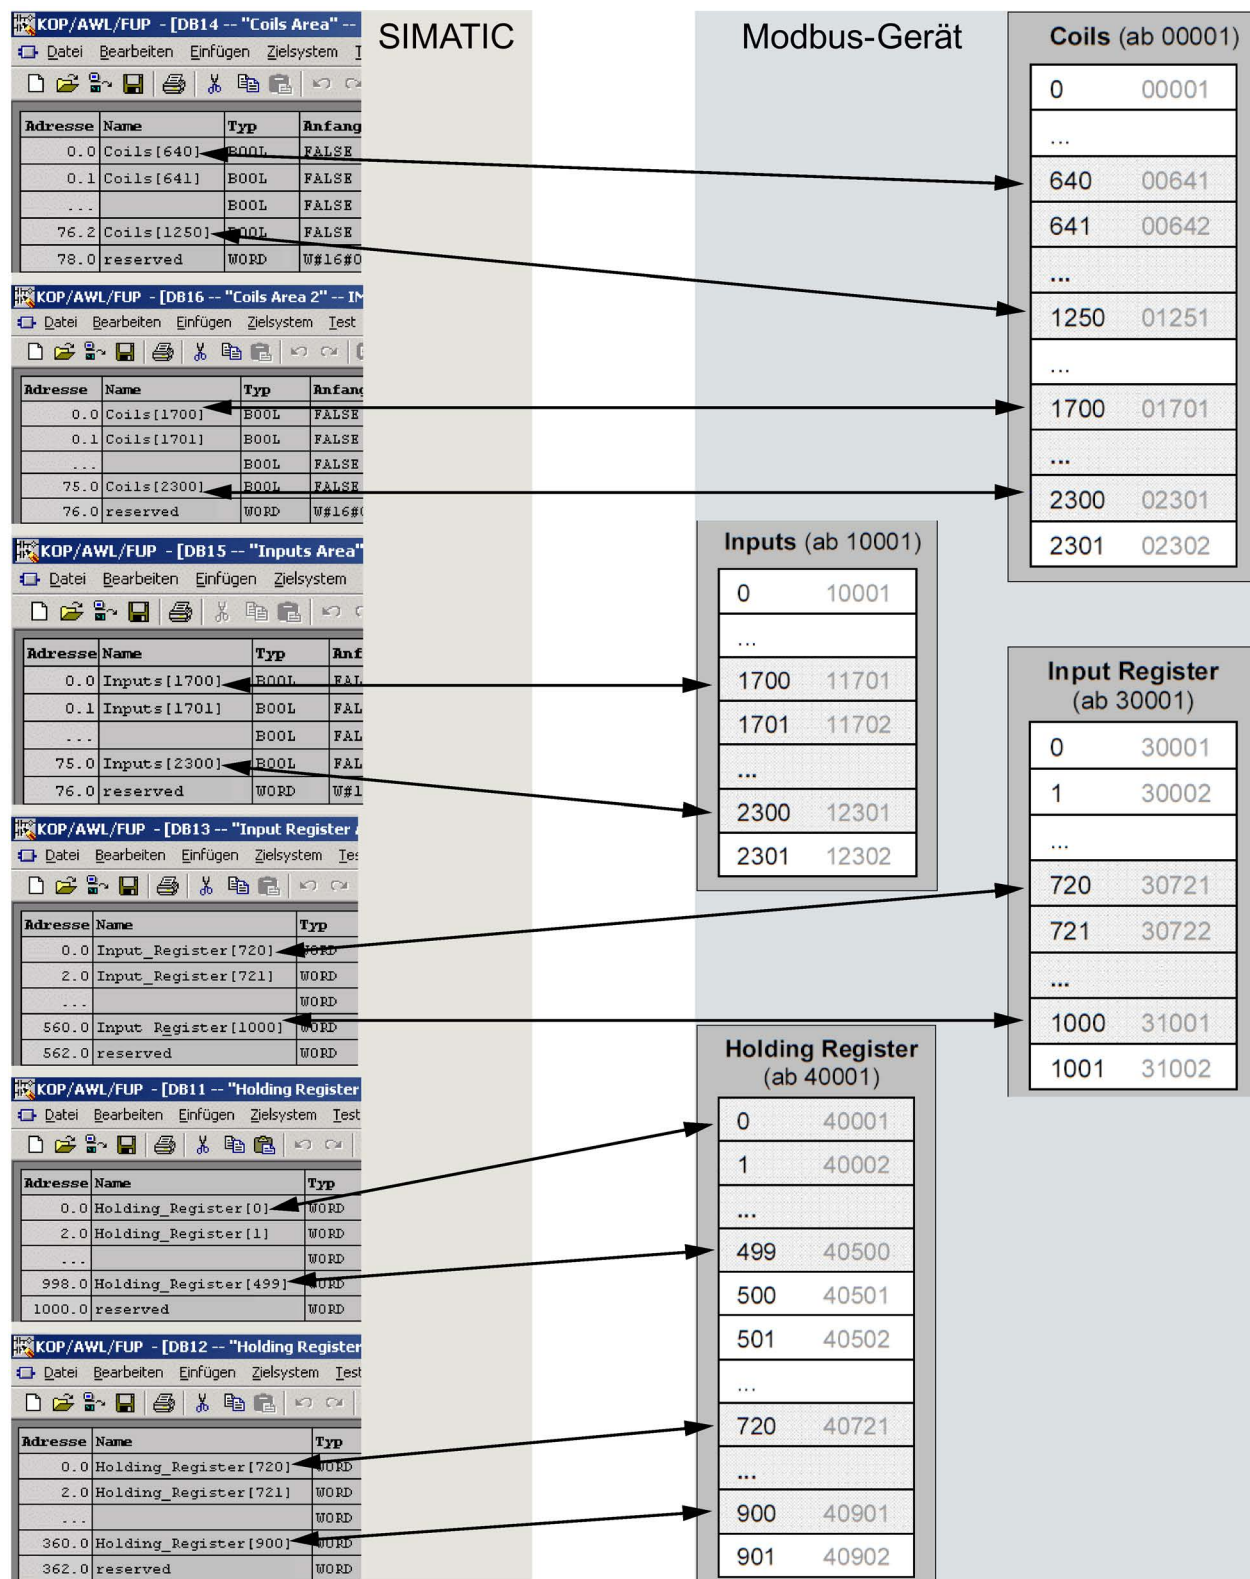 SIMATIC
Modbus-Gerät
KOP/AWL/FUP - [DB14 -- "Coils Area" --
Datei Bearbeiten Einfügen Zielsystem T
Adresse Name Typ Anfang
0.0 Coils[640] BOOL FALSE
0.1 Coils[641] BOOL FALSE
... BOOL FALSE
76.2 Coils[1250] BOOL FALSE
78.0 reserved WORD W#16#0
KOP/AWL/FUP - [DB16 -- "Coils Area 2" -- IM
Datei Bearbeiten Einfügen Zielsystem Test
Adresse Name Typ Anfang
0.0 Coils[1700] BOOL FALSE
0.1 Coils[1701] BOOL FALSE
... BOOL FALSE
75.0 Coils[2300] BOOL FALSE
76.0 reserved WORD W#16#0
KOP/AWL/FUP - [DB15 -- "Inputs Area"
Datei Bearbeiten Einfügen Zielsystem
Adresse Name Typ Anf
0.0 Inputs[1700] BOOL FAL
0.1 Inputs[1701] BOOL FAL
... BOOL FAL
75.0 Inputs[2300] BOOL FAL
76.0 reserved WORD W#1
KOP/AWL/FUP - [DB13 -- "Input Register
Datei Bearbeiten Einfügen Zielsystem Tes
Adresse Name Typ
0.0 Input_Register[720] WORD
2.0 Input_Register[721] WORD
... WORD
560.0 Input Register[1000] WORD
562.0 reserved WORD
KOP/AWL/FUP - [DB11 -- "Holding Register
Datei Bearbeiten Einfügen Zielsystem Test
Adresse Name Typ
0.0 Holding_Register[0] WORD
2.0 Holding_Register[1] WORD
... WORD
998.0 Holding_Register[499] WORD
1000.0 reserved WORD
KOP/AWL/FUP - [DB12 -- "Holding Register
Datei Bearbeiten Einfügen Zielsystem Test
Adresse Name Typ
0.0 Holding_Register[720] WORD
2.0 Holding_Register[721] WORD
... WORD
360.0 Holding_Register[900] WORD
362.0 reserved WORD
Coils (ab 00001)
0 00001
...
640 00641
641 00642
...
1250 01251
...
1700 01701
...
2300 02301
2301 02302
Inputs (ab 10001)
0 10001
...
1700 11701
1701 11702
...
2300 12301
2301 12302
Input Register
(ab 30001)
0 30001
1 30002
...
720 30721
721 30722
...
1000 31001
1001 31002
Holding Register
(ab 40001)
0 40001
1 40002
...
499 40500
500 40501
501 40502
...
720 40721
...
900 40901
901 40902